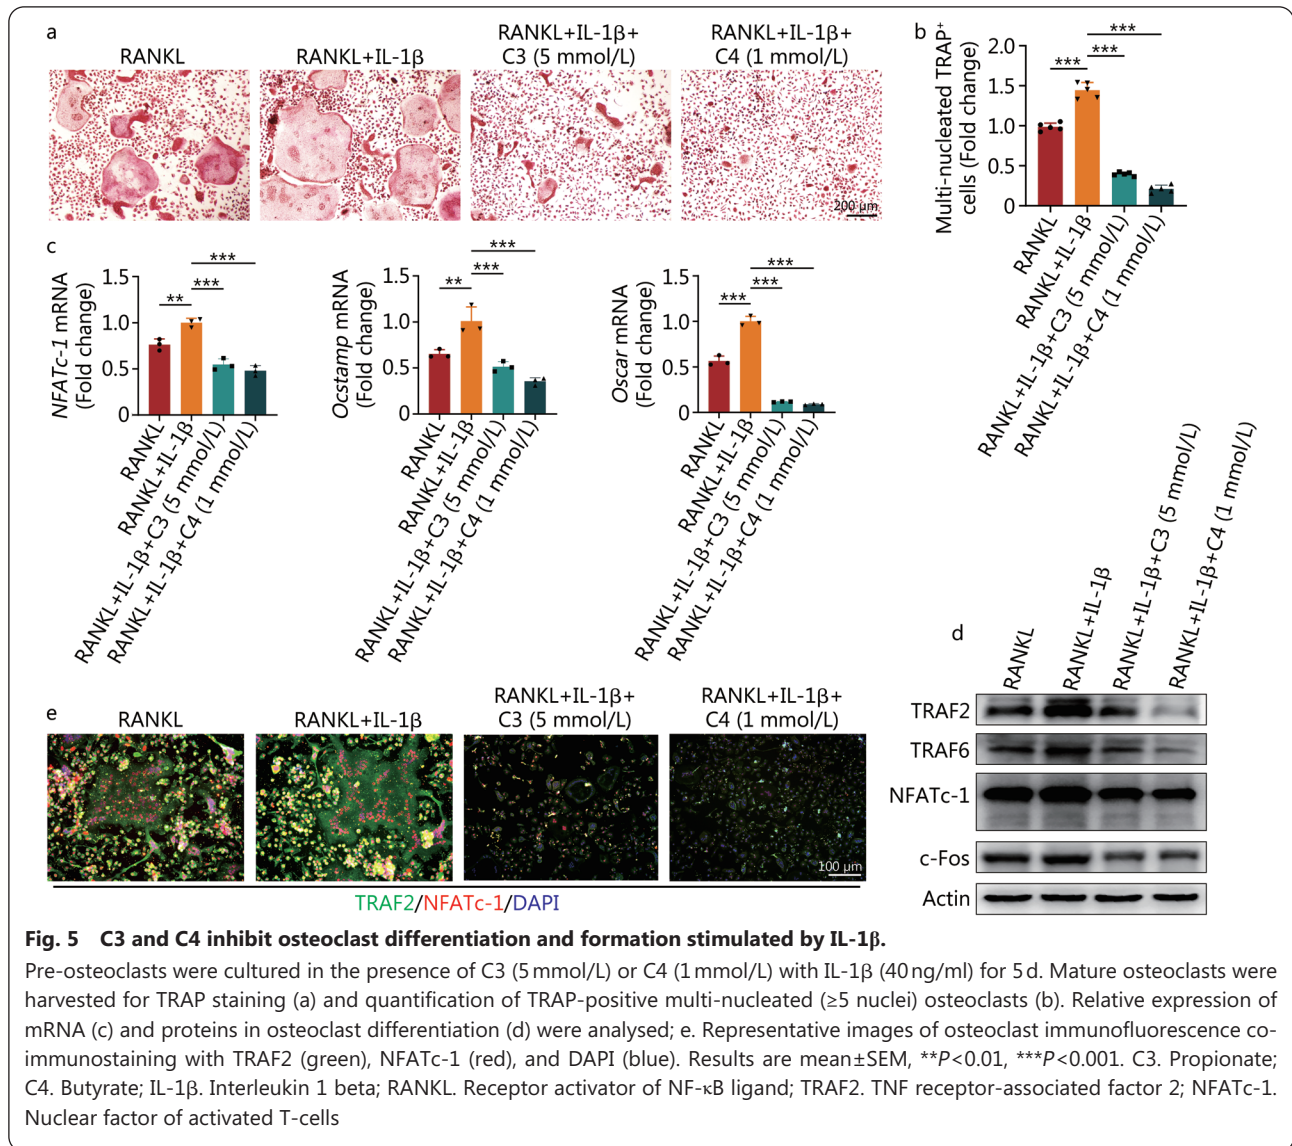 a
RANKL
RANKL+IL-1β
RANKL+IL-1β+
C3 (5 mmol/L)
RANKL+IL-1β+
C4 (1 mmol/L)
200 μm
b
Multi-nucleated TRAP⁺
cells (Fold change)
2.0
1.5
1.0
0.5
0
***
***
***
RANKL
RANKL+IL-1β
RANKL+IL-1β+C3 (5 mmol/L)
RANKL+IL-1β+C4 (1 mmol/L)
c
NFATc-1 mRNA
(Fold change)
1.5
1.0
0.5
0
**
***
***
RANKL
RANKL+IL-1β
RANKL+IL-1β+C3 (5 mmol/L)
RANKL+IL-1β+C4 (1 mmol/L)
Ocstamp mRNA
(Fold change)
1.5
1.0
0.5
0
**
***
***
RANKL
RANKL+IL-1β
RANKL+IL-1β+C3 (5 mmol/L)
RANKL+IL-1β+C4 (1 mmol/L)
Oscar mRNA
(Fold change)
1.5
1.0
0.5
0
***
***
***
RANKL
RANKL+IL-1β
RANKL+IL-1β+C3 (5 mmol/L)
RANKL+IL-1β+C4 (1 mmol/L)
d
RANKL
RANKL+IL-1β
RANKL+IL-1β+C3 (5 mmol/L)
RANKL+IL-1β+C4 (1 mmol/L)
TRAF2
TRAF6
NFATc-1
c-Fos
Actin
e
RANKL
RANKL+IL-1β
RANKL+IL-1β+
C3 (5 mmol/L)
RANKL+IL-1β+
C4 (1 mmol/L)
100 μm
TRAF2/NFATc-1/DAPI
Fig. 5 C3 and C4 inhibit osteoclast differentiation and formation stimulated by IL-1β.
Pre-osteoclasts were cultured in the presence of C3 (5 mmol/L) or C4 (1 mmol/L) with IL-1β (40 ng/ml) for 5 d. Mature osteoclasts were
harvested for TRAP staining (a) and quantification of TRAP-positive multi-nucleated (≥5 nuclei) osteoclasts (b). Relative expression of
mRNA (c) and proteins in osteoclast differentiation (d) were analysed; e. Representative images of osteoclast immunofluorescence co-
immunostaining with TRAF2 (green), NFATc-1 (red), and DAPI (blue). Results are mean±SEM, **P<0.01, ***P<0.001. C3. Propionate;
C4. Butyrate; IL-1β. Interleukin 1 beta; RANKL. Receptor activator of NF-κB ligand; TRAF2. TNF receptor-associated factor 2; NFATc-1.
Nuclear factor of activated T-cells